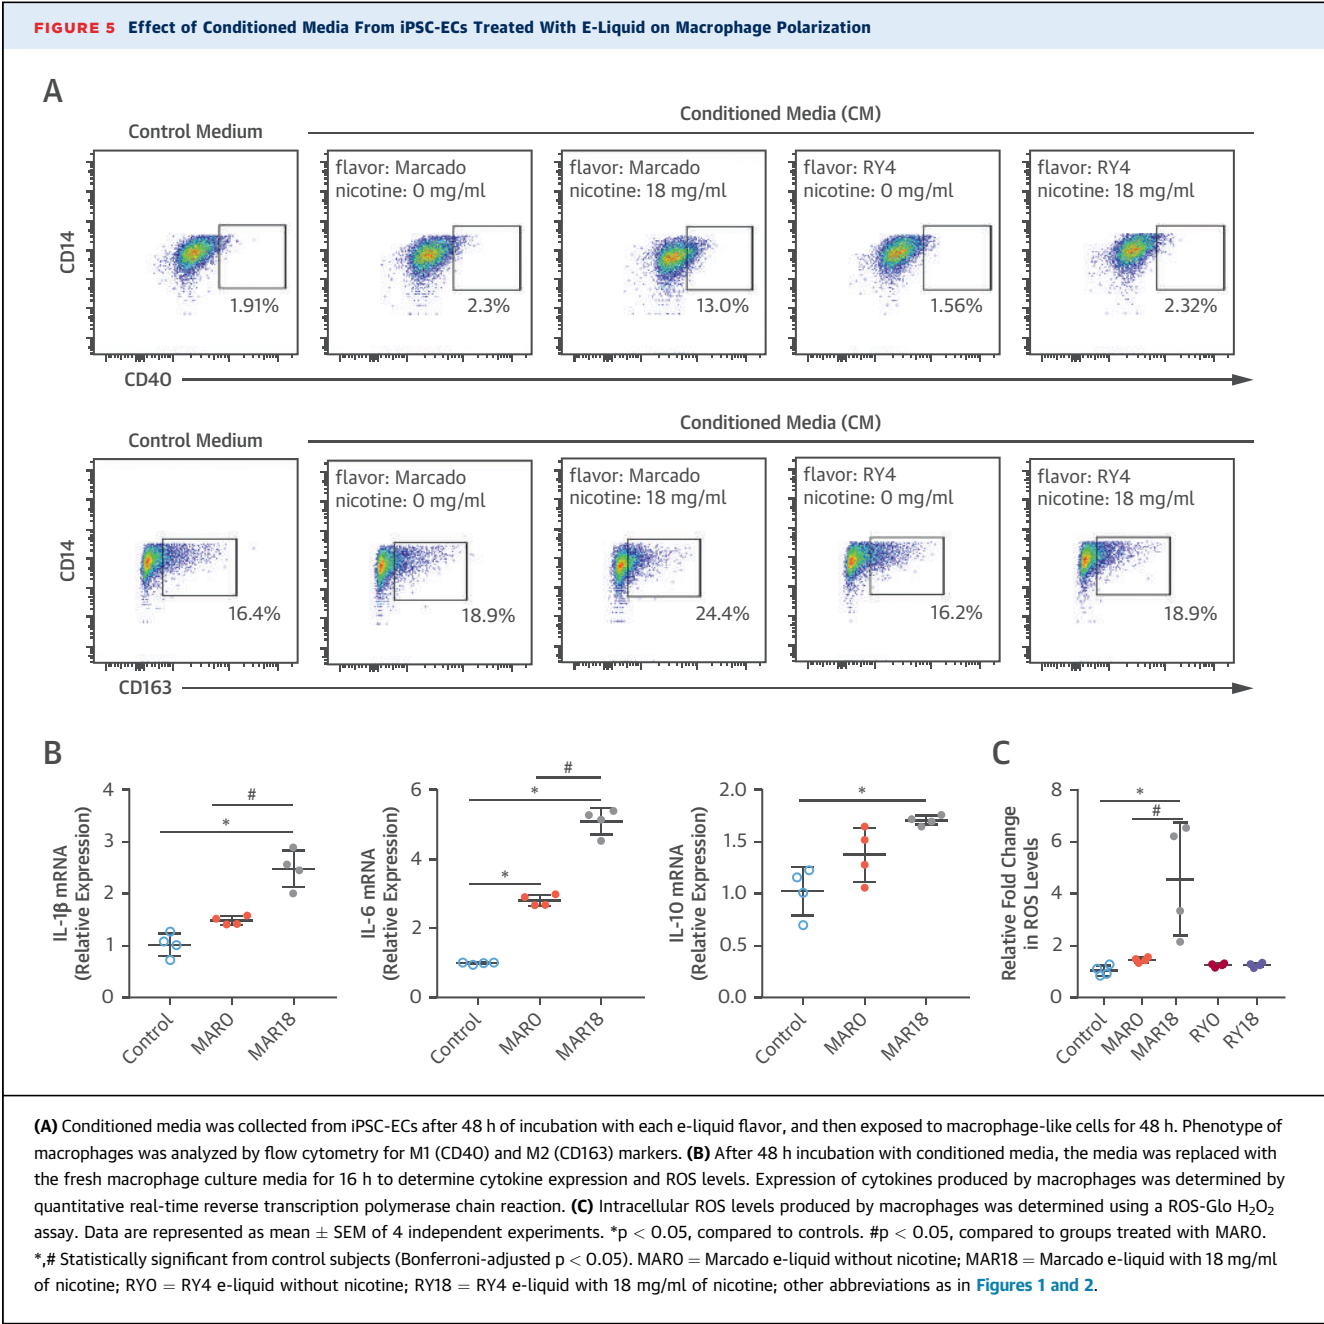 FIGURE 5 Effect of Conditioned Media From iPSC-ECs Treated With E-Liquid on Macrophage Polarization
A
Control Medium
Conditioned Media (CM)
flavor: Marcado
nicotine: 0 mg/ml
flavor: Marcado
nicotine: 18 mg/ml
flavor: RY4
nicotine: 0 mg/ml
flavor: RY4
nicotine: 18 mg/ml
CD14
1.91%
2.3%
13.0%
1.56%
2.32%
CD40
Control Medium
Conditioned Media (CM)
flavor: Marcado
nicotine: 0 mg/ml
flavor: Marcado
nicotine: 18 mg/ml
flavor: RY4
nicotine: 0 mg/ml
flavor: RY4
nicotine: 18 mg/ml
CD14
16.4%
18.9%
24.4%
16.2%
18.9%
CD163
B
IL-1β mRNA
(Relative Expression)
4
3
2
1
0
#
*
Control
MAR0
MAR18
IL-6 mRNA
(Relative Expression)
6
4
2
0
#
*
*
Control
MAR0
MAR18
IL-10 mRNA
(Relative Expression)
2.0
1.5
1.0
0.5
0.0
*
Control
MAR0
MAR18
C
Relative Fold Change
in ROS Levels
8
6
4
2
0
*
#
Control
MAR0
MAR18
RY0
RY18
(A) Conditioned media was collected from iPSC-ECs after 48 h of incubation with each e-liquid flavor, and then exposed to macrophage-like cells for 48 h. Phenotype of
macrophages was analyzed by flow cytometry for M1 (CD40) and M2 (CD163) markers. (B) After 48 h incubation with conditioned media, the media was replaced with
the fresh macrophage culture media for 16 h to determine cytokine expression and ROS levels. Expression of cytokines produced by macrophages was determined by
quantitative real-time reverse transcription polymerase chain reaction. (C) Intracellular ROS levels produced by macrophages was determined using a ROS-Glo H₂O₂
assay. Data are represented as mean ± SEM of 4 independent experiments. *p < 0.05, compared to controls. #p < 0.05, compared to groups treated with MAR0.
*,# Statistically significant from control subjects (Bonferroni-adjusted p < 0.05). MAR0 = Marcado e-liquid without nicotine; MAR18 = Marcado e-liquid with 18 mg/ml
of nicotine; RY0 = RY4 e-liquid without nicotine; RY18 = RY4 e-liquid with 18 mg/ml of nicotine; other abbreviations as in Figures 1 and 2.